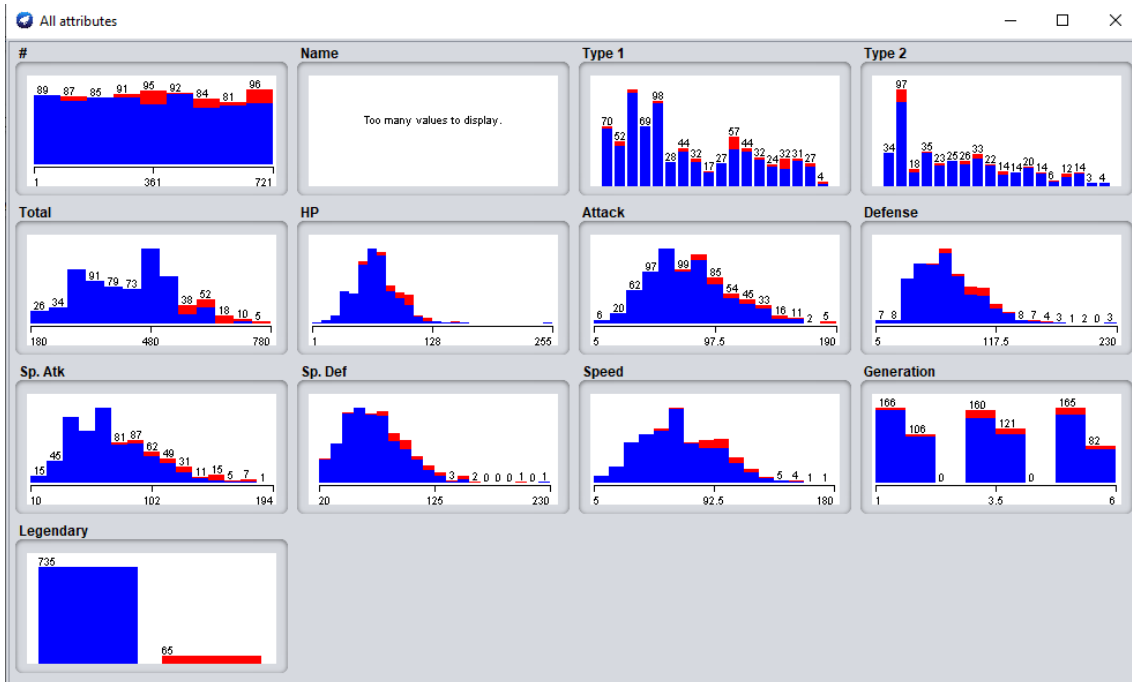 All attributes
#
Name
Type 1
Type 2
89 87 85 91 95 92 84 81 96
1 361 721
Too many values to display.
70 52 69 98 28 44 32 17 27 57 44 32 24 32 31 27 4
34 97 18 35 23 25 26 33 22 14 14 20 14 6 12 14 3 4
Total
HP
Attack
Defense
26 34 91 79 73 38 52 18 10 5
180 480 780
1 128 255
6 20 62 97 99 85 54 45 33 16 11 2 5
5 97.5 190
7 8 8 7 4 3 1 2 0 3
5 117.5 230
Sp. Atk
Sp. Def
Speed
Generation
15 45 81 87 62 49 31 11 15 5 7 1
10 102 194
3 2 0 0 0 1 0 1
20 125 230
5 4 1 1
5 92.5 180
166 106 0 160 121 0 165 82
1 3.5 6
Legendary
735 65